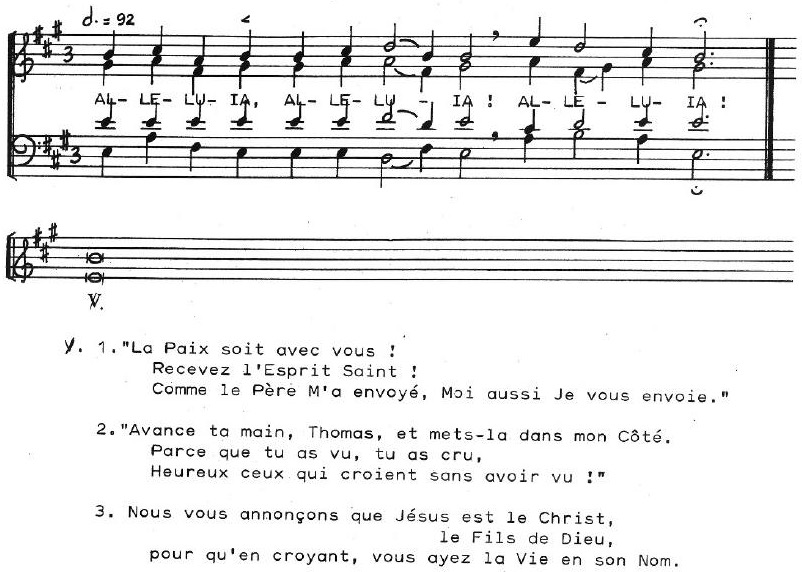 𝅗𝅥. = 92
3
AL- LE- LU- IA, AL- LE- LU - IA ! AL- LE - LU- IA !
3
℣.
℣. 1."La Paix soit avec vous !
Recevez l'Esprit Saint !
Comme le Père M'a envoyé, Moi aussi Je vous envoie."
2."Avance ta main, Thomas, et mets-la dans mon Côté.
Parce que tu as vu, tu as cru,
Heureux ceux qui croient sans avoir vu !"
3. Nous vous annonçons que Jésus est le Christ,
le Fils de Dieu,
pour qu'en croyant, vous ayez la Vie en son Nom.